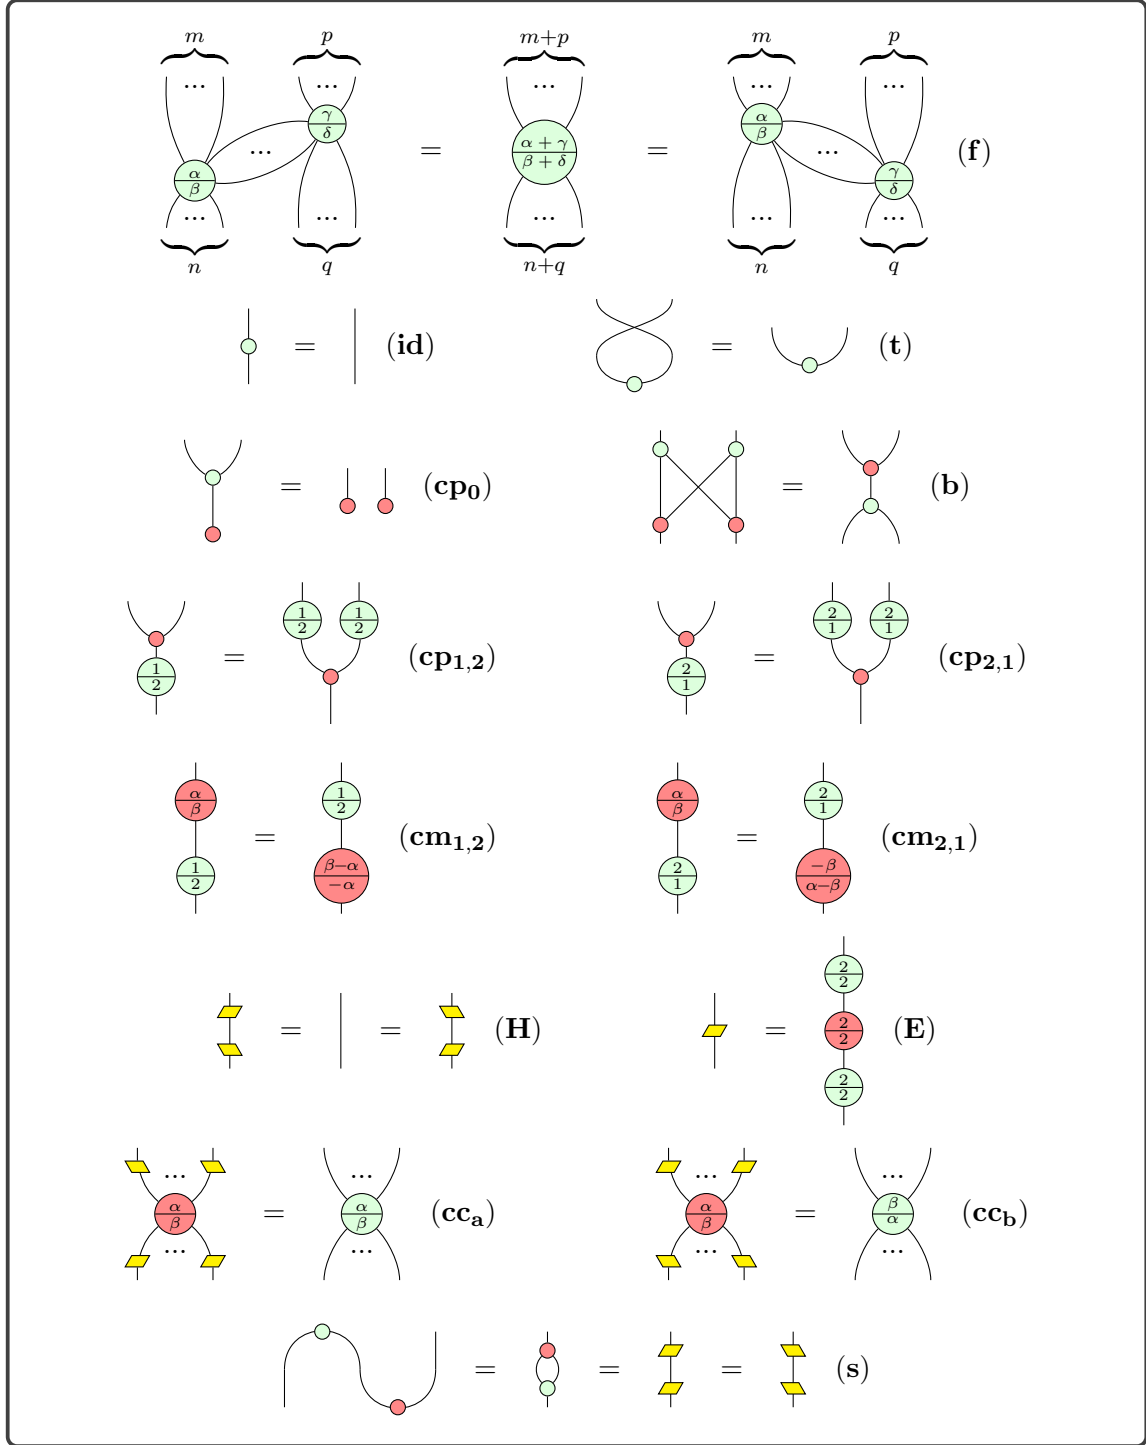 m p m+p m p
... ... ... ... ...
γ/δ α/β
... = α + γ/β + δ = ... (f)
α/β γ/δ
... ... ... ... ...
n q n+q n q
= (id) = (t)
= (cp₀) = (b)
1/2 1/2 2/1 2/1
= (cp₁,₂) = (cp₂,₁)
1/2 2/1
α/β 1/2 α/β 2/1
= (cm₁,₂) = (cm₂,₁)
1/2 β−α/−α 2/1 −β/α−β
2/2
= = (H) = 2/2 (E)
2/2
... ... ... ...
α/β = α/β (ccₐ) α/β = β/α (cc_b)
... ... ... ...
= = = (s)